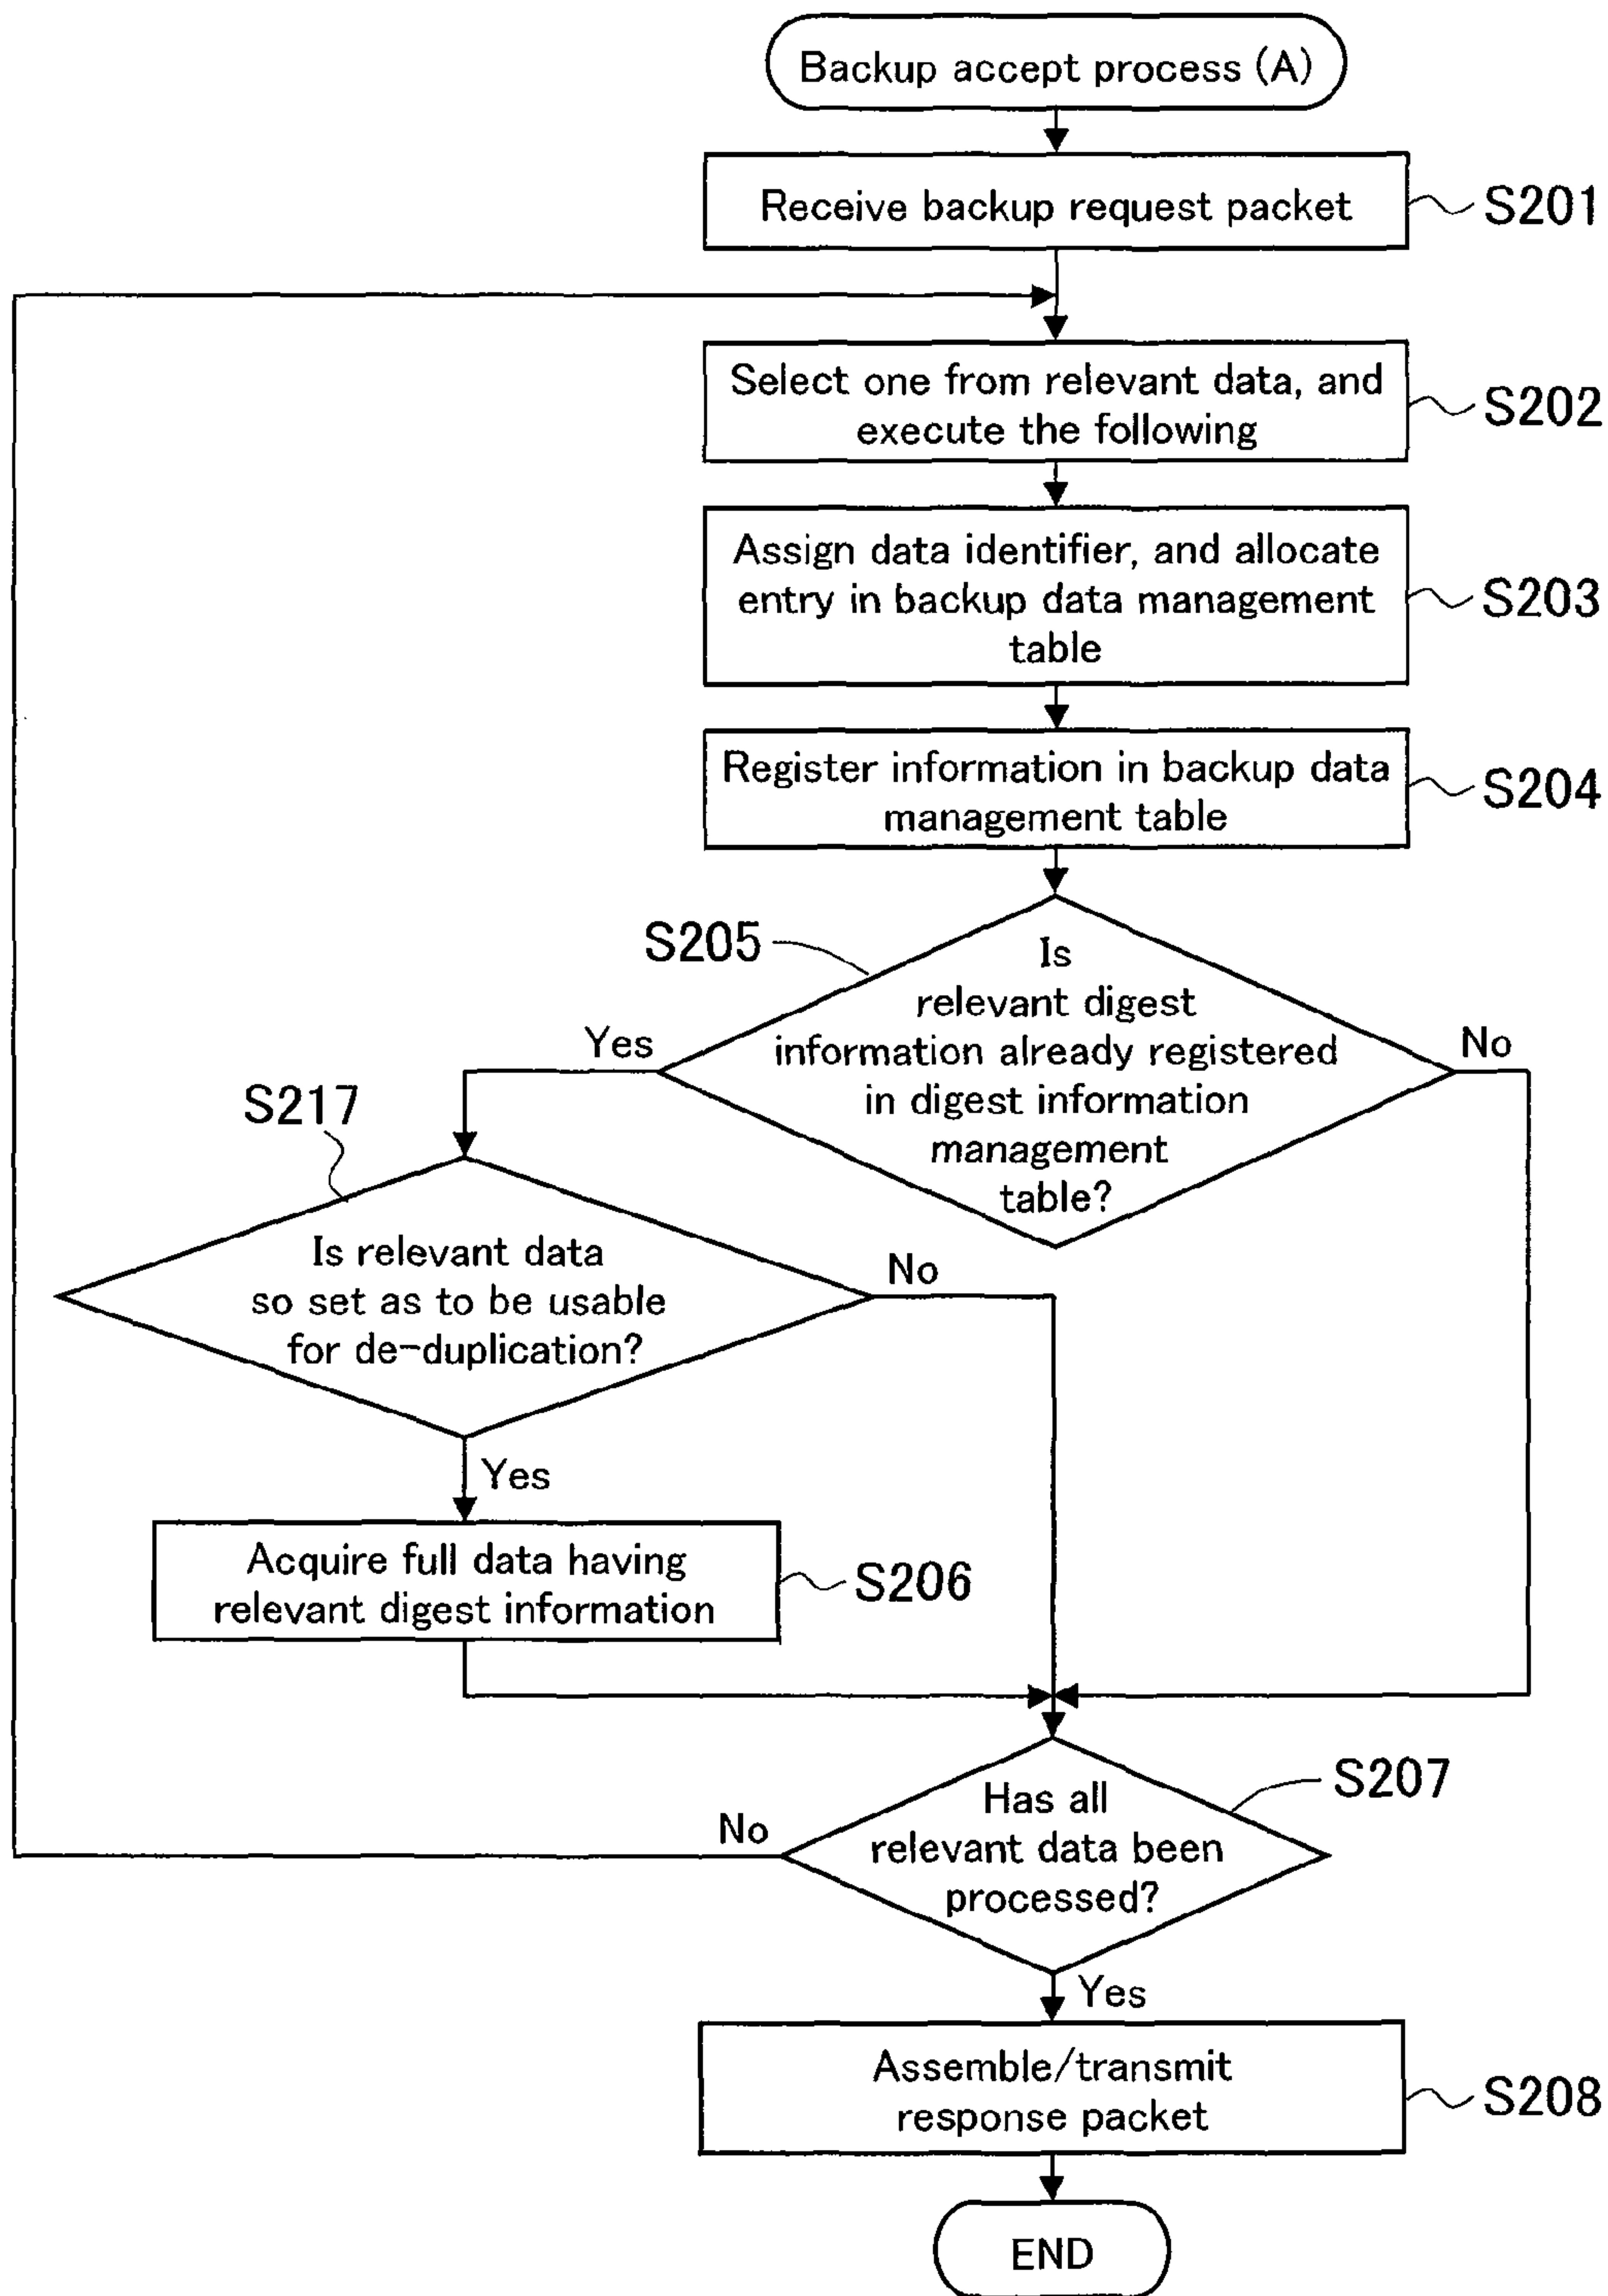 Backup accept process (A)
Receive backup request packet
S201
Select one from relevant data, and
execute the following
S202
Assign data identifier, and allocate
entry in backup data management
table
S203
Register information in backup data
management table
S204
S205
Is
relevant digest
information already registered
in digest information
management
table?
Yes
No
S217
Is relevant data
so set as to be usable
for de-duplication?
No
Yes
Acquire full data having
relevant digest information
S206
S207
Has all
relevant data been
processed?
No
Yes
Assemble/transmit
response packet
S208
END